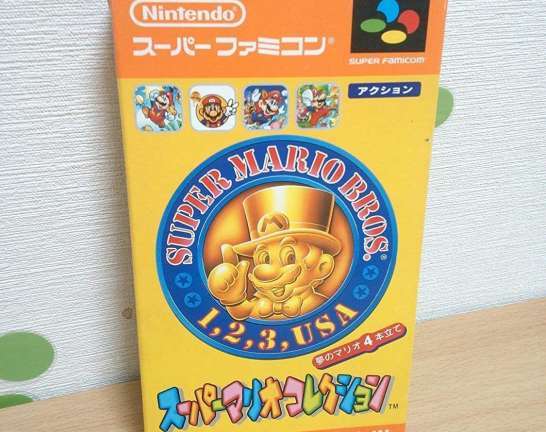 Nintendo
スーパーファミコン®
SUPER FAMICOM
アクション
SUPER MARIO BROS.
1, 2, 3, USA
夢のマリオ4本立て
スーパーマリオコレクション™